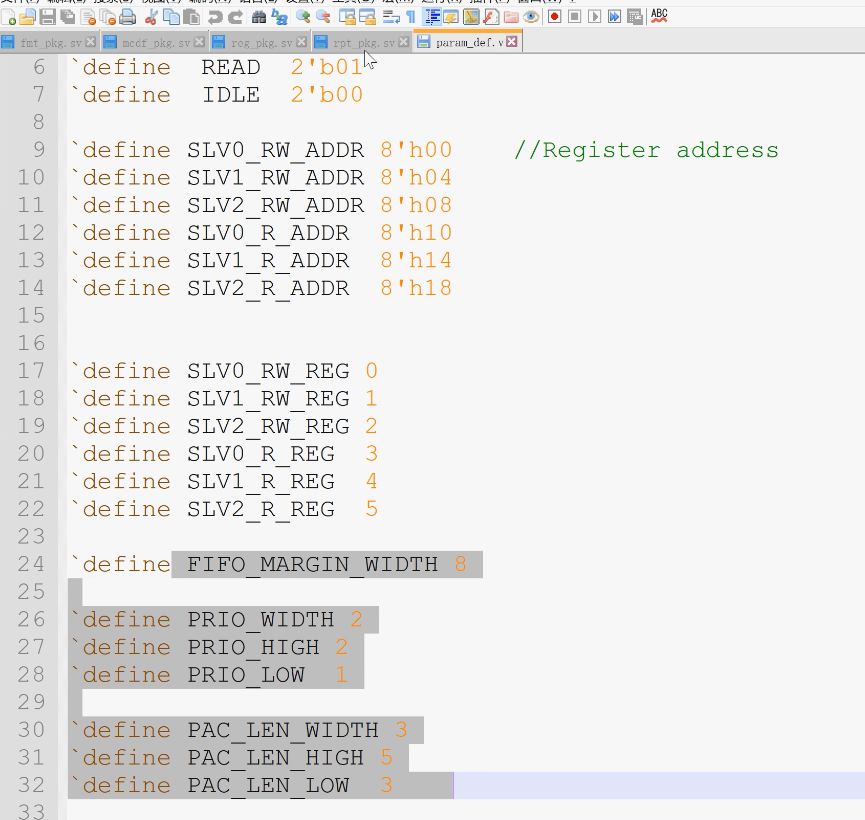 fmt_pkg.sv mcdf_pkg.sv reg_pkg.sv rpt_pkg.sv param_def.v
6 `define  READ  2'b01
7 `define  IDLE  2'b00
8
9 `define SLV0_RW_ADDR 8'h00    //Register address
10 `define SLV1_RW_ADDR 8'h04
11 `define SLV2_RW_ADDR 8'h08
12 `define SLV0_R_ADDR  8'h10
13 `define SLV1_R_ADDR  8'h14
14 `define SLV2_R_ADDR  8'h18
15
16
17 `define SLV0_RW_REG 0
18 `define SLV1_RW_REG 1
19 `define SLV2_RW_REG 2
20 `define SLV0_R_REG  3
21 `define SLV1_R_REG  4
22 `define SLV2_R_REG  5
23
24 `define FIFO_MARGIN_WIDTH 8
25
26 `define PRIO_WIDTH 2
27 `define PRIO_HIGH 2
28 `define PRIO_LOW  1
29
30 `define PAC_LEN_WIDTH 3
31 `define PAC_LEN_HIGH 5
32 `define PAC_LEN_LOW  3
33